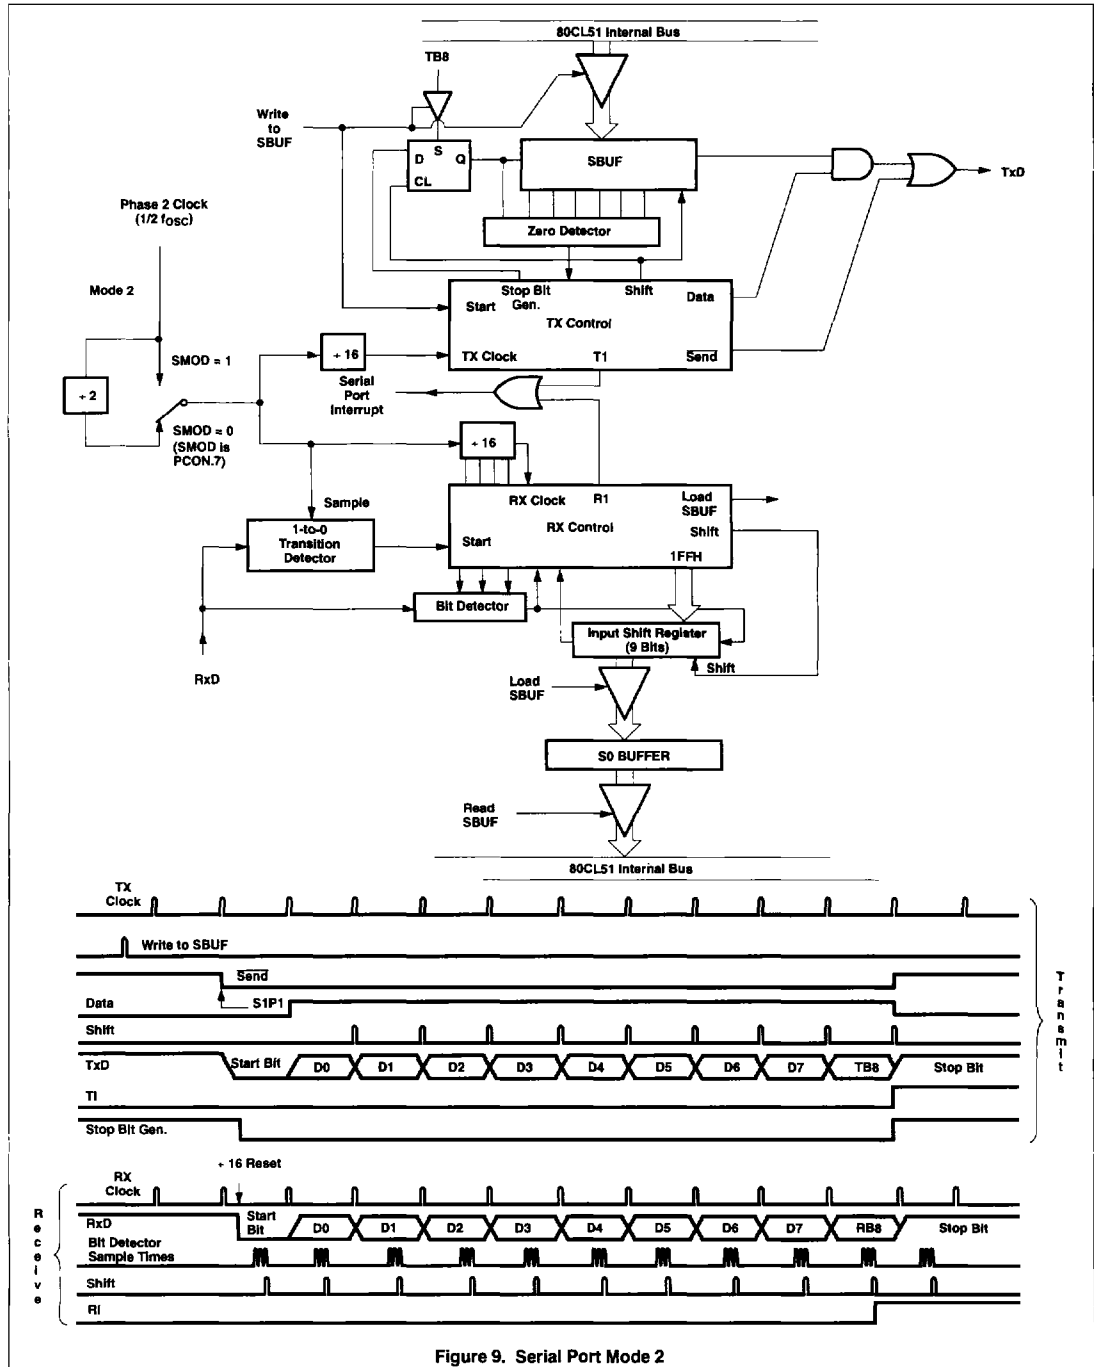 80CL51 Internal Bus
TB8
Write
to
SBUF
D
S
Q
CL
SBUF
TxD
Phase 2 Clock
(1/2 fOSC)
Zero Detector
Mode 2
Stop Bit
Gen.
Shift
Data
Start
TX Control
SMOD = 1
÷ 16
TX Clock
T1
Send
÷ 2
Serial
Port
Interrupt
SMOD = 0
(SMOD is
PCON.7)
÷ 16
Sample
RX Clock
R1
Load
SBUF
RX Control
Shift
1-to-0
Transition
Detector
Start
1FFH
Bit Detector
Input Shift Register
(9 Bits)
Shift
RxD
Load
SBUF
S0 BUFFER
Read
SBUF
80CL51 Internal Bus
TX
Clock
Write to SBUF
Send
Data
S1P1
Shift
TxD
Start Bit
D0
D1
D2
D3
D4
D5
D6
D7
TB8
Stop Bit
TI
Stop Bit Gen.
Transmit
÷ 16 Reset
RX
Clock
RxD
Start
Bit
D0
D1
D2
D3
D4
D5
D6
D7
RB8
Stop Bit
Bit Detector
Sample Times
Shift
RI
Receive
Figure 9. Serial Port Mode 2